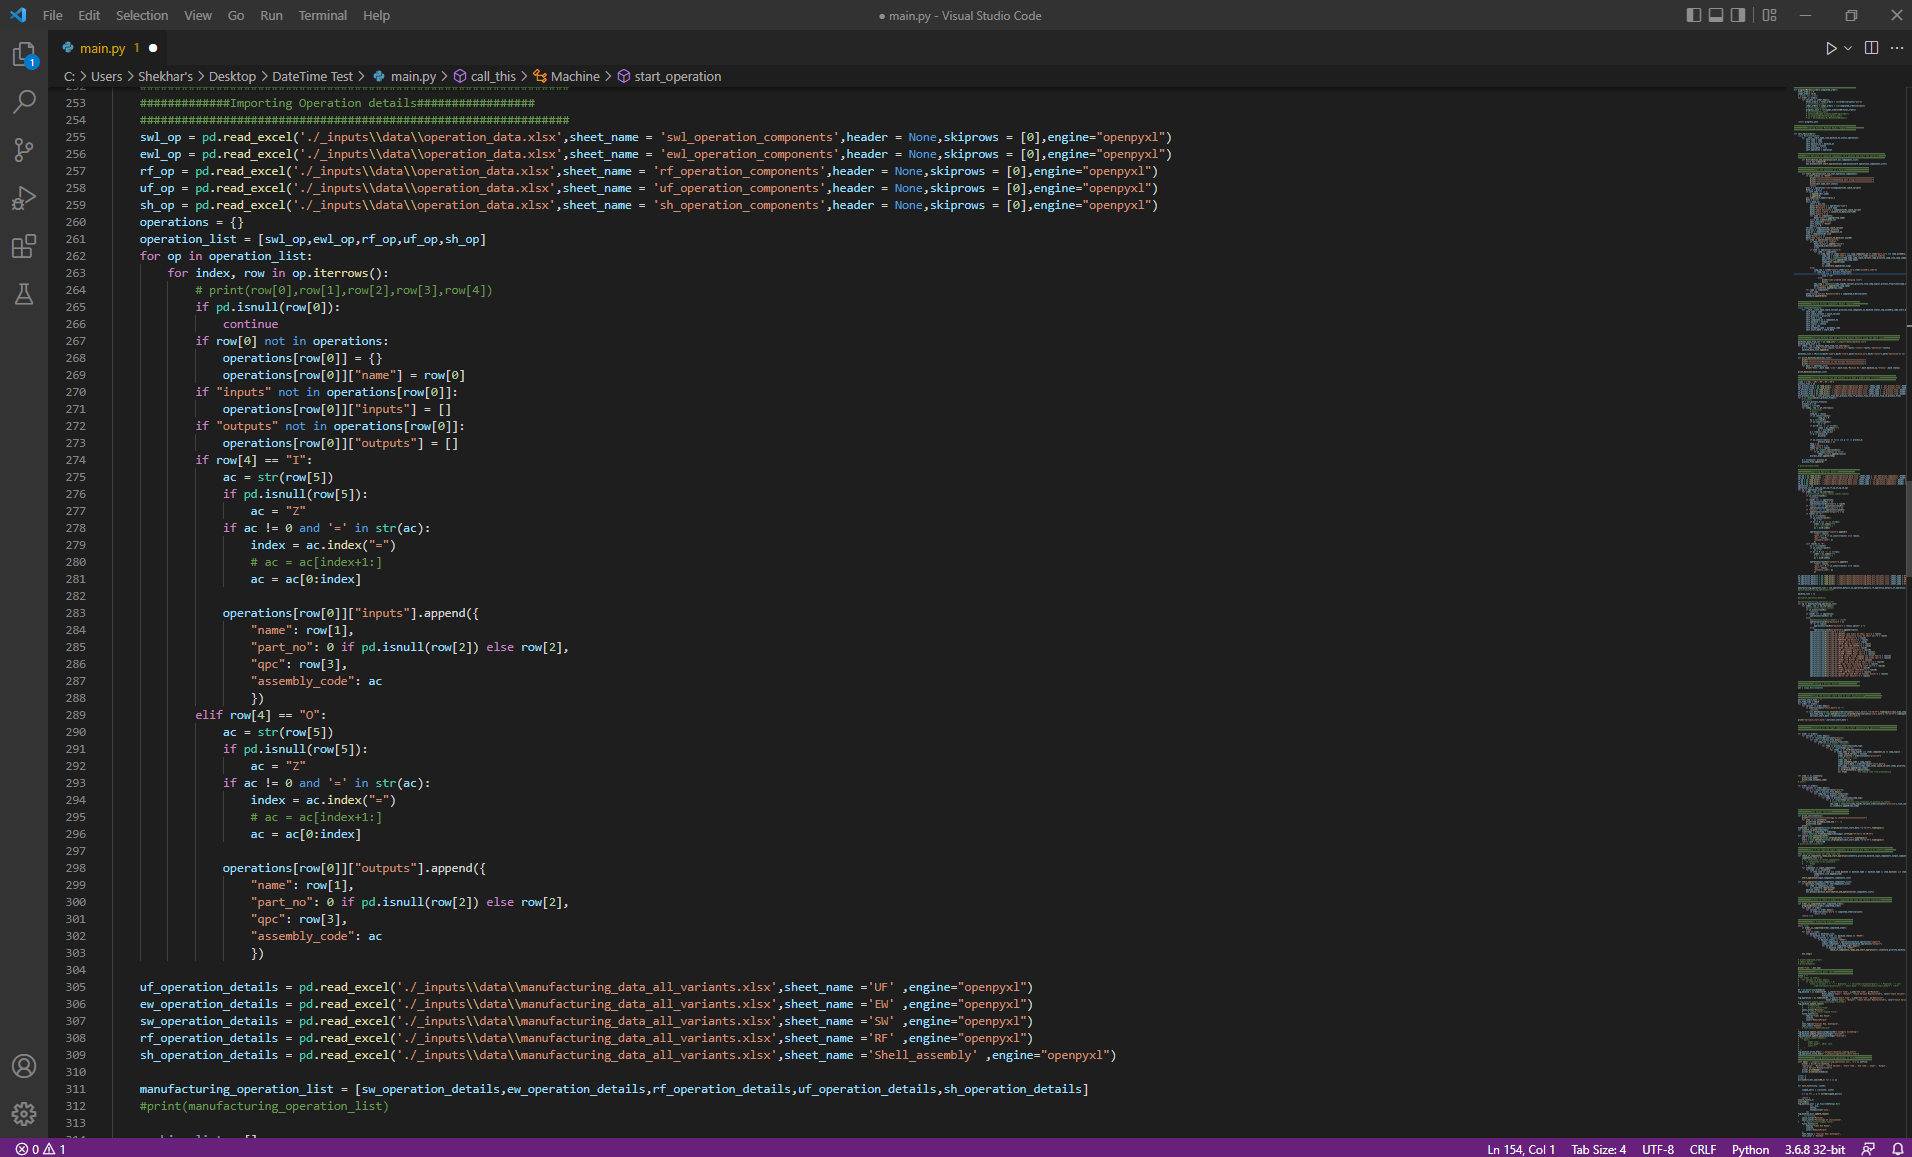 File Edit Selection View Go Run Terminal Help
● main.py - Visual Studio Code
main.py 1 ●
1
C: > Users > Shekhar's > Desktop > DateTime Test > main.py > call_this > Machine > start_operation
253 #############Importing Operation details#################
254 ##############################################################
255 swl_op = pd.read_excel('./_inputs\\data\\operation_data.xlsx',sheet_name = 'swl_operation_components',header = None,skiprows = [0],engine="openpyxl")
256 ewl_op = pd.read_excel('./_inputs\\data\\operation_data.xlsx',sheet_name = 'ewl_operation_components',header = None,skiprows = [0],engine="openpyxl")
257 rf_op = pd.read_excel('./_inputs\\data\\operation_data.xlsx',sheet_name = 'rf_operation_components',header = None,skiprows = [0],engine="openpyxl")
258 uf_op = pd.read_excel('./_inputs\\data\\operation_data.xlsx',sheet_name = 'uf_operation_components',header = None,skiprows = [0],engine="openpyxl")
259 sh_op = pd.read_excel('./_inputs\\data\\operation_data.xlsx',sheet_name = 'sh_operation_components',header = None,skiprows = [0],engine="openpyxl")
260 operations = {}
261 operation_list = [swl_op,ewl_op,rf_op,uf_op,sh_op]
262 for op in operation_list:
263 for index, row in op.iterrows():
264 # print(row[0],row[1],row[2],row[3],row[4])
265 if pd.isnull(row[0]):
266 continue
267 if row[0] not in operations:
268 operations[row[0]] = {}
269 operations[row[0]]["name"] = row[0]
270 if "inputs" not in operations[row[0]]:
271 operations[row[0]]["inputs"] = []
272 if "outputs" not in operations[row[0]]:
273 operations[row[0]]["outputs"] = []
274 if row[4] == "I":
275 ac = str(row[5])
276 if pd.isnull(row[5]):
277 ac = "Z"
278 if ac != 0 and '=' in str(ac):
279 index = ac.index("=")
280 # ac = ac[index+1:]
281 ac = ac[0:index]
282
283 operations[row[0]]["inputs"].append({
284 "name": row[1],
285 "part_no": 0 if pd.isnull(row[2]) else row[2],
286 "qpc": row[3],
287 "assembly_code": ac
288 })
289 elif row[4] == "O":
290 ac = str(row[5])
291 if pd.isnull(row[5]):
292 ac = "Z"
293 if ac != 0 and '=' in str(ac):
294 index = ac.index("=")
295 # ac = ac[index+1:]
296 ac = ac[0:index]
297
298 operations[row[0]]["outputs"].append({
299 "name": row[1],
300 "part_no": 0 if pd.isnull(row[2]) else row[2],
301 "qpc": row[3],
302 "assembly_code": ac
303 })
304
305 uf_operation_details = pd.read_excel('./_inputs\\data\\manufacturing_data_all_variants.xlsx',sheet_name ='UF' ,engine="openpyxl")
306 ew_operation_details = pd.read_excel('./_inputs\\data\\manufacturing_data_all_variants.xlsx',sheet_name ='EW' ,engine="openpyxl")
307 sw_operation_details = pd.read_excel('./_inputs\\data\\manufacturing_data_all_variants.xlsx',sheet_name ='SW' ,engine="openpyxl")
308 rf_operation_details = pd.read_excel('./_inputs\\data\\manufacturing_data_all_variants.xlsx',sheet_name ='RF' ,engine="openpyxl")
309 sh_operation_details = pd.read_excel('./_inputs\\data\\manufacturing_data_all_variants.xlsx',sheet_name ='Shell_assembly' ,engine="openpyxl")
310
311 manufacturing_operation_list = [sw_operation_details,ew_operation_details,rf_operation_details,uf_operation_details,sh_operation_details]
312 #print(manufacturing_operation_list)
313
0 1 Ln 154, Col 1 Tab Size: 4 UTF-8 CRLF Python 3.6.8 32-bit